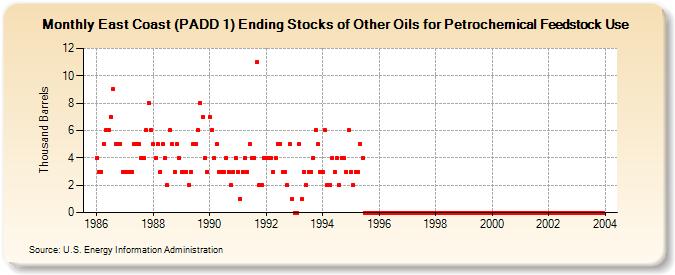 Monthly East Coast (PADD 1) Ending Stocks of Other Oils for Petrochemical Feedstock Use
Thousand Barrels
12
10
8
6
4
2
0
1986 1988 1990 1992 1994 1996 1998 2000 2002 2004
Source: U.S. Energy Information Administration